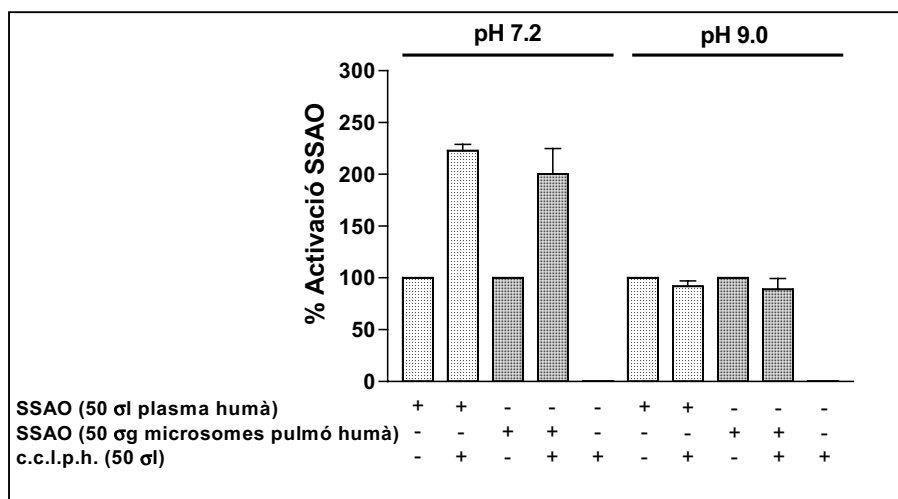 pH 7.2 pH 9.0
% Activació SSAO
300
250
200
150
100
50
0
SSAO (50 σl plasma humà) + + - - - + + - - -
SSAO (50 σg microsomes pulmó humà) - - + + - - - + + -
c.c.l.p.h. (50 σl) - + - + + - + - + +